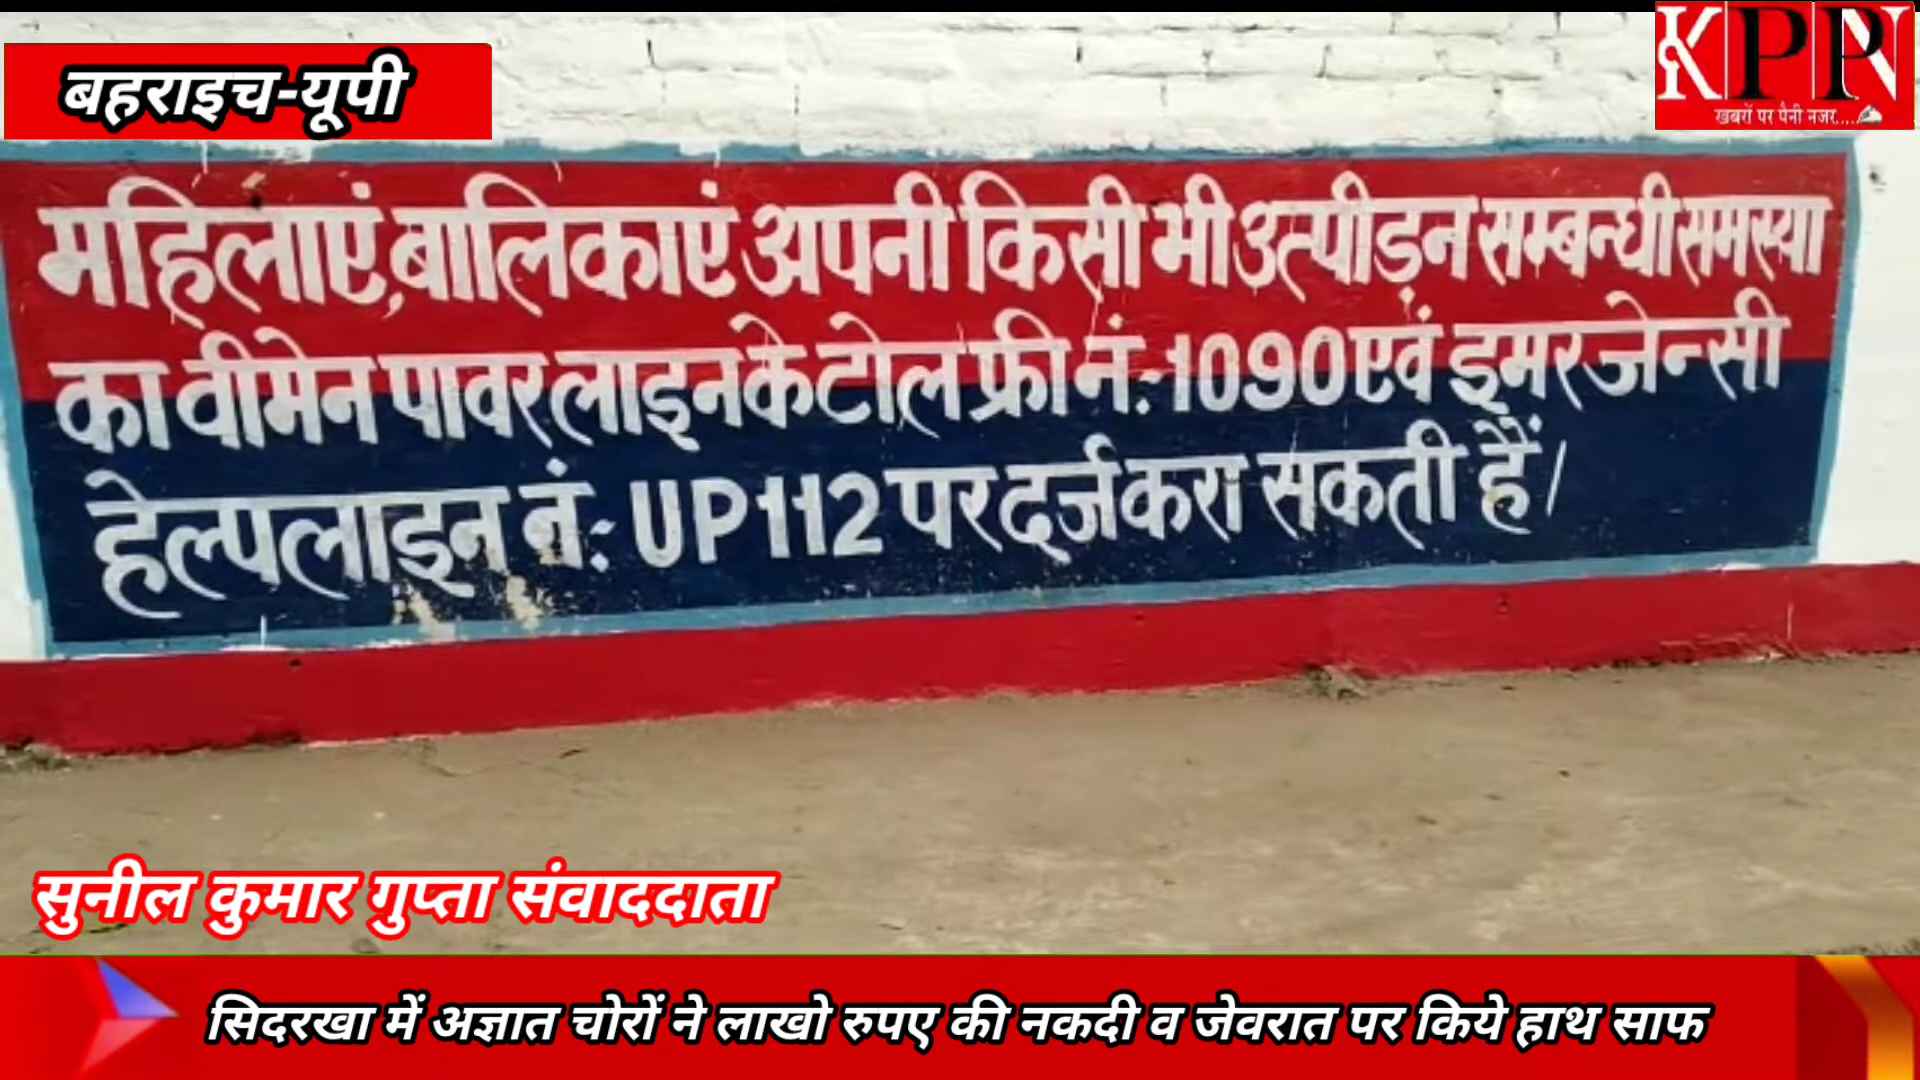 बहराइच-यूपी
KPPN
खबरों पर पैनी नजर....
महिलाएं,बालिकाएं अपनी किसी भी उत्पीड़न सम्बन्धी समस्या
का वीमेन पावर लाइन के टोल फ्री नं.:-1090 एवं इमरजेन्सी
हेल्पलाइन नं: UP112 पर दर्ज करा सकती हैं।
सुनील कुमार गुप्ता संवाददाता
सिदरखा में अज्ञात चोरों ने लाखो रुपए की नकदी व जेवरात पर किये हाथ साफ